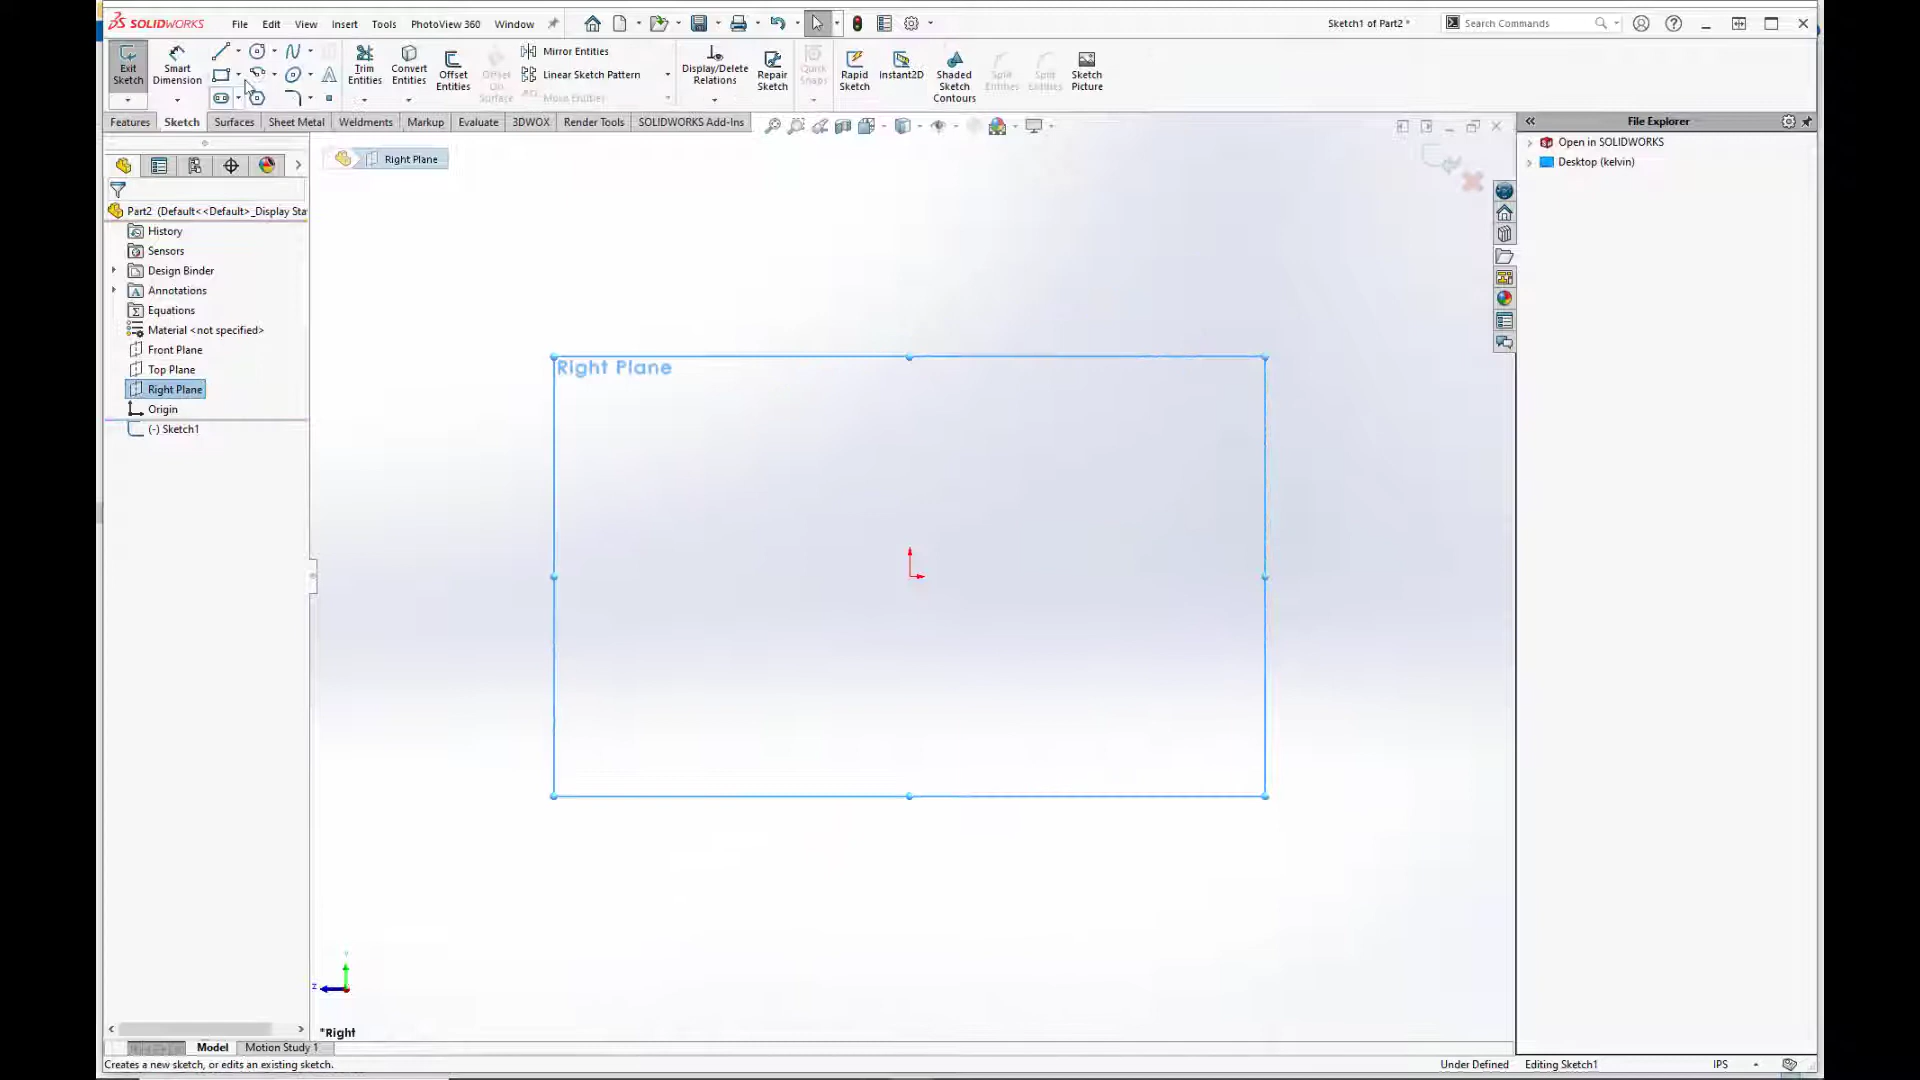 SOLIDWORKS File Edit View Insert Tools PhotoView 360 Window Sketch1 of Part2 * Search Commands
Exit Sketch Smart Dimension Trim Entities Convert Entities Offset Entities Offset On Surface Mirror Entities Linear Sketch Pattern Move Entities Display/Delete Relations Repair Sketch Quick Snaps Rapid Sketch Instant2D Shaded Sketch Contours Split Entities Split Entities Sketch Picture
Features Sketch Surfaces Sheet Metal Weldments Markup Evaluate 3DWOX Render Tools SOLIDWORKS Add-Ins File Explorer
Open in SOLIDWORKS
Desktop (kelvin)
Right Plane
Part2 (Default<<Default>_Display Sta
History
Sensors
Design Binder
Annotations
Equations
Material <not specified>
Front Plane
Top Plane
Right Plane
Origin
(-) Sketch1
Right Plane
Y
Z
*Right
Model Motion Study 1
Creates a new sketch, or edits an existing sketch. Under Defined Editing Sketch1 IPS